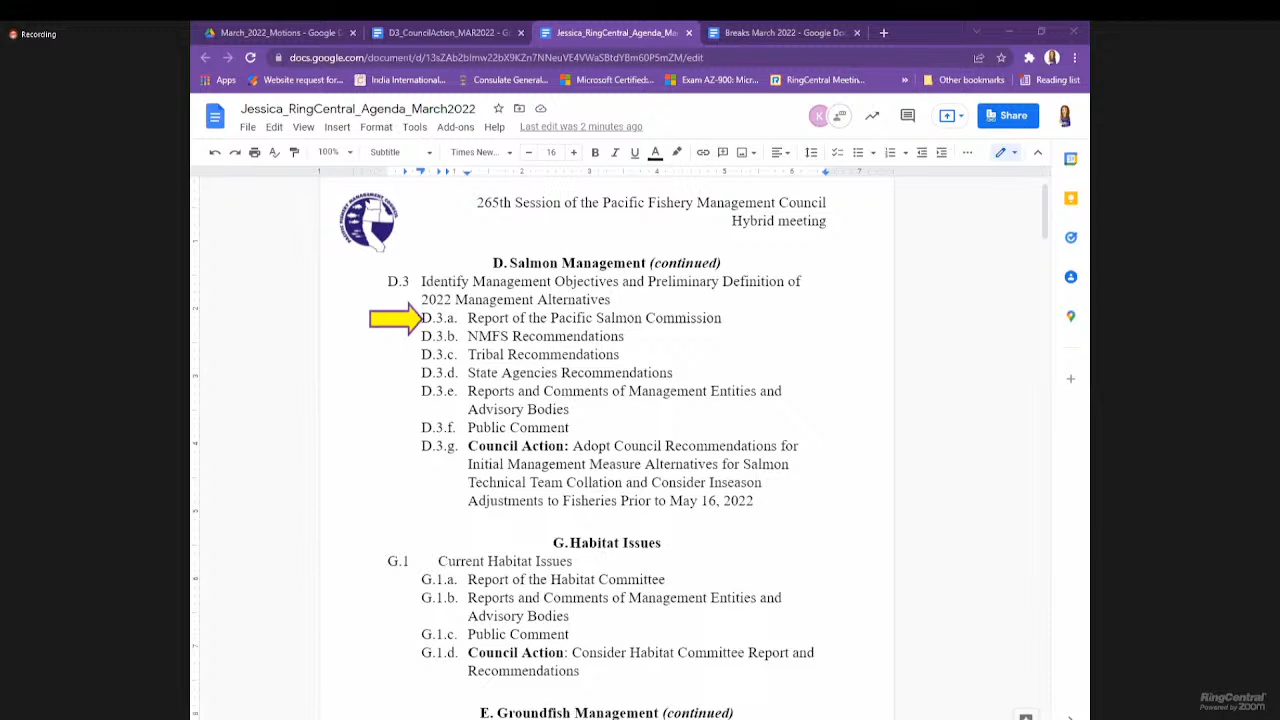 Recording
March_2022_Motions - Google D
D3_CouncilAction_MAR2022 - G
Jessica_RingCentral_Agenda_Ma
Breaks March 2022 - Google Do
Apps
Website request for...
India International...
Consulate General...
Microsoft Certified:...
Exam AZ-900: Micr...
RingCentral Meetin...
Other bookmarks
Reading list
Jessica_RingCentral_Agenda_March2022
File Edit View Insert Format Tools Add-ons Help Last edit was 2 minutes ago
Share
100% Subtitle Times New... 16
265th Session of the Pacific Fishery Management Council
Hybrid meeting
D. Salmon Management (continued)
D.3 Identify Management Objectives and Preliminary Definition of
2022 Management Alternatives
D.3.a. Report of the Pacific Salmon Commission
D.3.b. NMFS Recommendations
D.3.c. Tribal Recommendations
D.3.d. State Agencies Recommendations
D.3.e. Reports and Comments of Management Entities and
Advisory Bodies
D.3.f. Public Comment
D.3.g. Council Action: Adopt Council Recommendations for
Initial Management Measure Alternatives for Salmon
Technical Team Collation and Consider Inseason
Adjustments to Fisheries Prior to May 16, 2022
G. Habitat Issues
G.1 Current Habitat Issues
G.1.a. Report of the Habitat Committee
G.1.b. Reports and Comments of Management Entities and
Advisory Bodies
G.1.c. Public Comment
G.1.d. Council Action: Consider Habitat Committee Report and
Recommendations
E. Groundfish Management (continued)
RingCentral
Powered by zoom